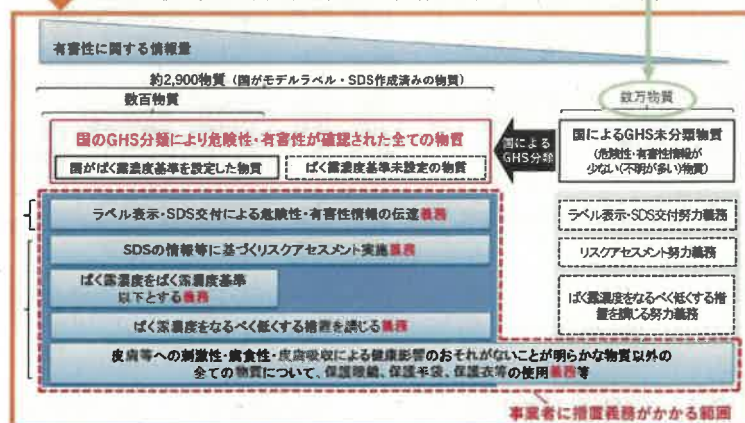 有害性に関する情報量
約2,900物質（国がモデルラベル・SDS作成済みの物質）
数百物質
数万物質
国のGHS分類により危険性・有害性が確認された全ての物質
国がばく露濃度基準を設定した物質
ばく露濃度基準未設定の物質
国による
GHS分類
国によるGHS未分類物質
(危険性・有害性情報が
少ない(不明が多い)物質)
ラベル表示・SDS交付による危険性・有害性情報の伝達義務
SDSの情報等に基づくリスクアセスメント実施義務
ばく露濃度をばく露濃度基準
以下とする義務
ばく露濃度をなるべく低くする措置を講じる義務
ラベル表示・SDS交付努力義務
リスクアセスメント努力義務
ばく露濃度をなるべく低くする措
置を講じる努力義務
皮膚等への刺激性・腐食性・皮膚吸収による健康影響のおそれがないことが明らかな物質以外の
全ての物質について、保護眼鏡、保護手袋、保護衣等の使用義務等
事業者に措置義務がかかる範囲